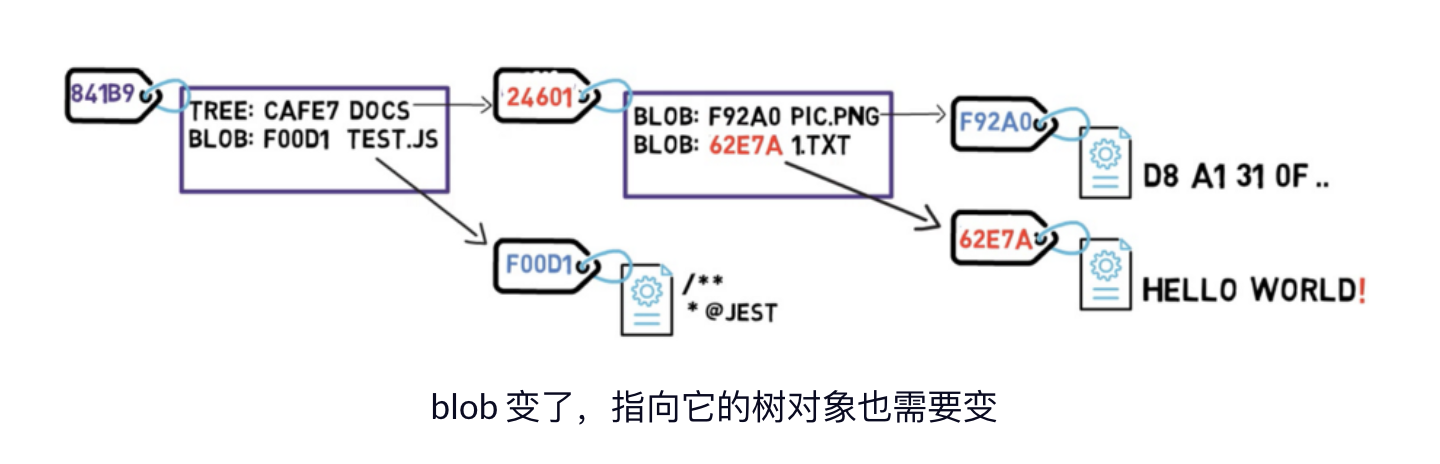 841B9
TREE: CAFE7 DOCS
BLOB: F00D1 TEST.JS
24601
BLOB: F92A0 PIC.PNG
BLOB: 62E7A 1.TXT
F92A0
D8 A1 31 0F ..
62E7A
HELLO WORLD!
F00D1
/**
* @JEST
blob 变了，指向它的树对象也需要变